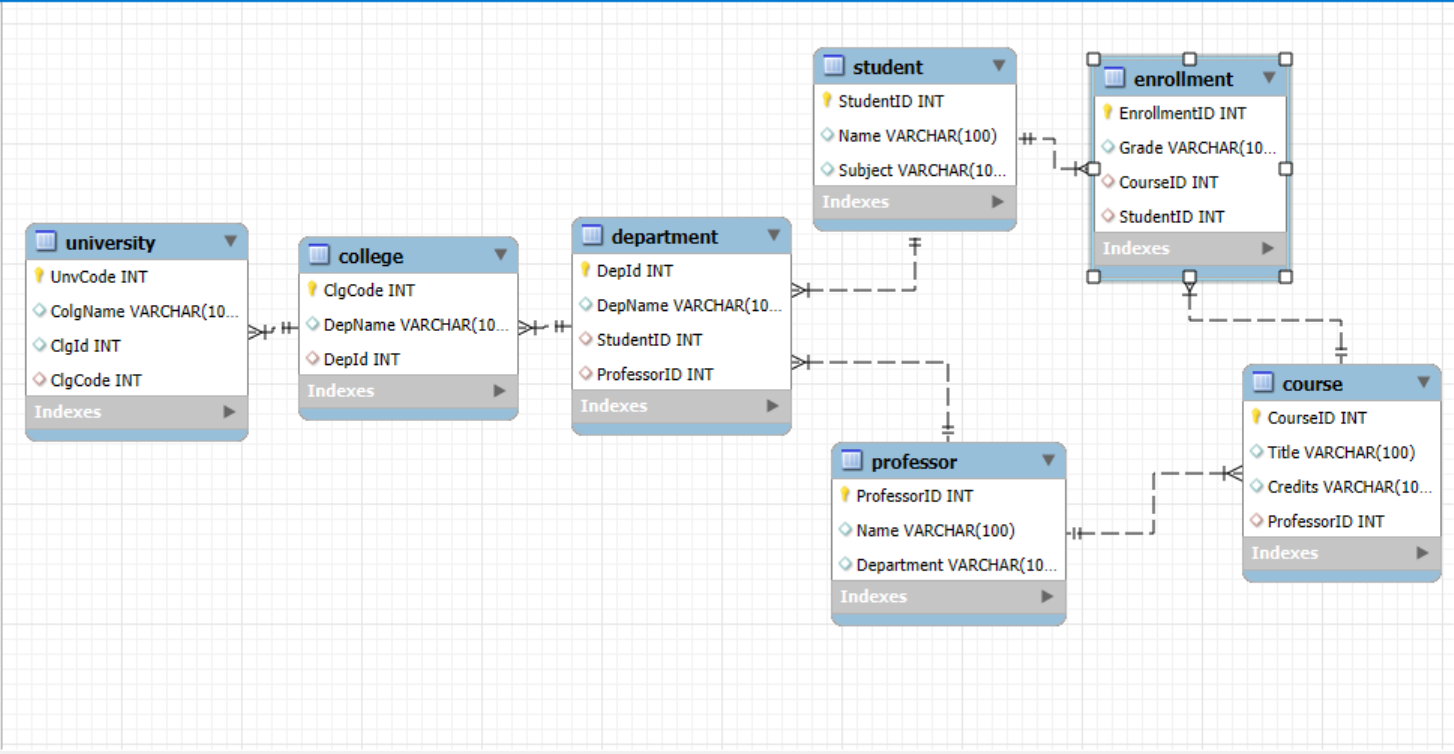 university
UnvCode INT
ColgName VARCHAR(10...
ClgId INT
ClgCode INT
Indexes
college
ClgCode INT
DepName VARCHAR(10...
DepId INT
Indexes
department
DepId INT
DepName VARCHAR(10...
StudentID INT
ProfessorID INT
Indexes
student
StudentID INT
Name VARCHAR(100)
Subject VARCHAR(10...
Indexes
enrollment
EnrollmentID INT
Grade VARCHAR(10...
CourseID INT
StudentID INT
Indexes
professor
ProfessorID INT
Name VARCHAR(100)
Department VARCHAR(10...
Indexes
course
CourseID INT
Title VARCHAR(100)
Credits VARCHAR(10...
ProfessorID INT
Indexes